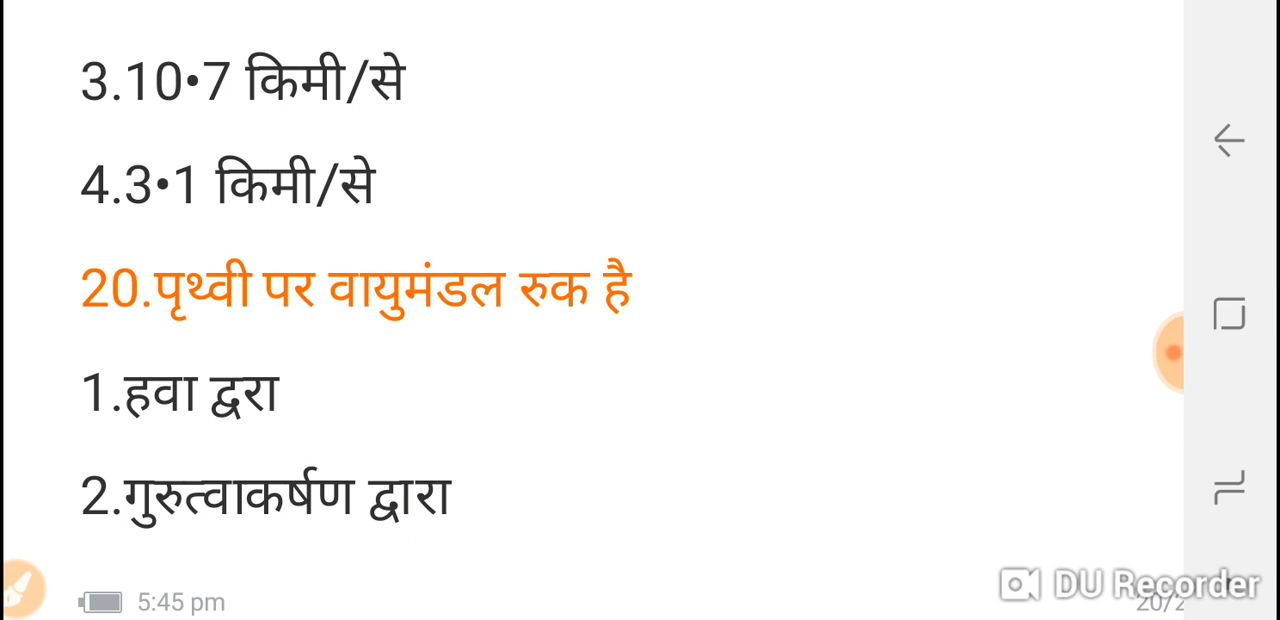 3.10•7 किमी/से
4.3•1 किमी/से
20.पृथ्वी पर वायुमंडल रुक है
1.हवा द्वरा
2.गुरुत्वाकर्षण द्वारा
5:45 pm
DU Recorder